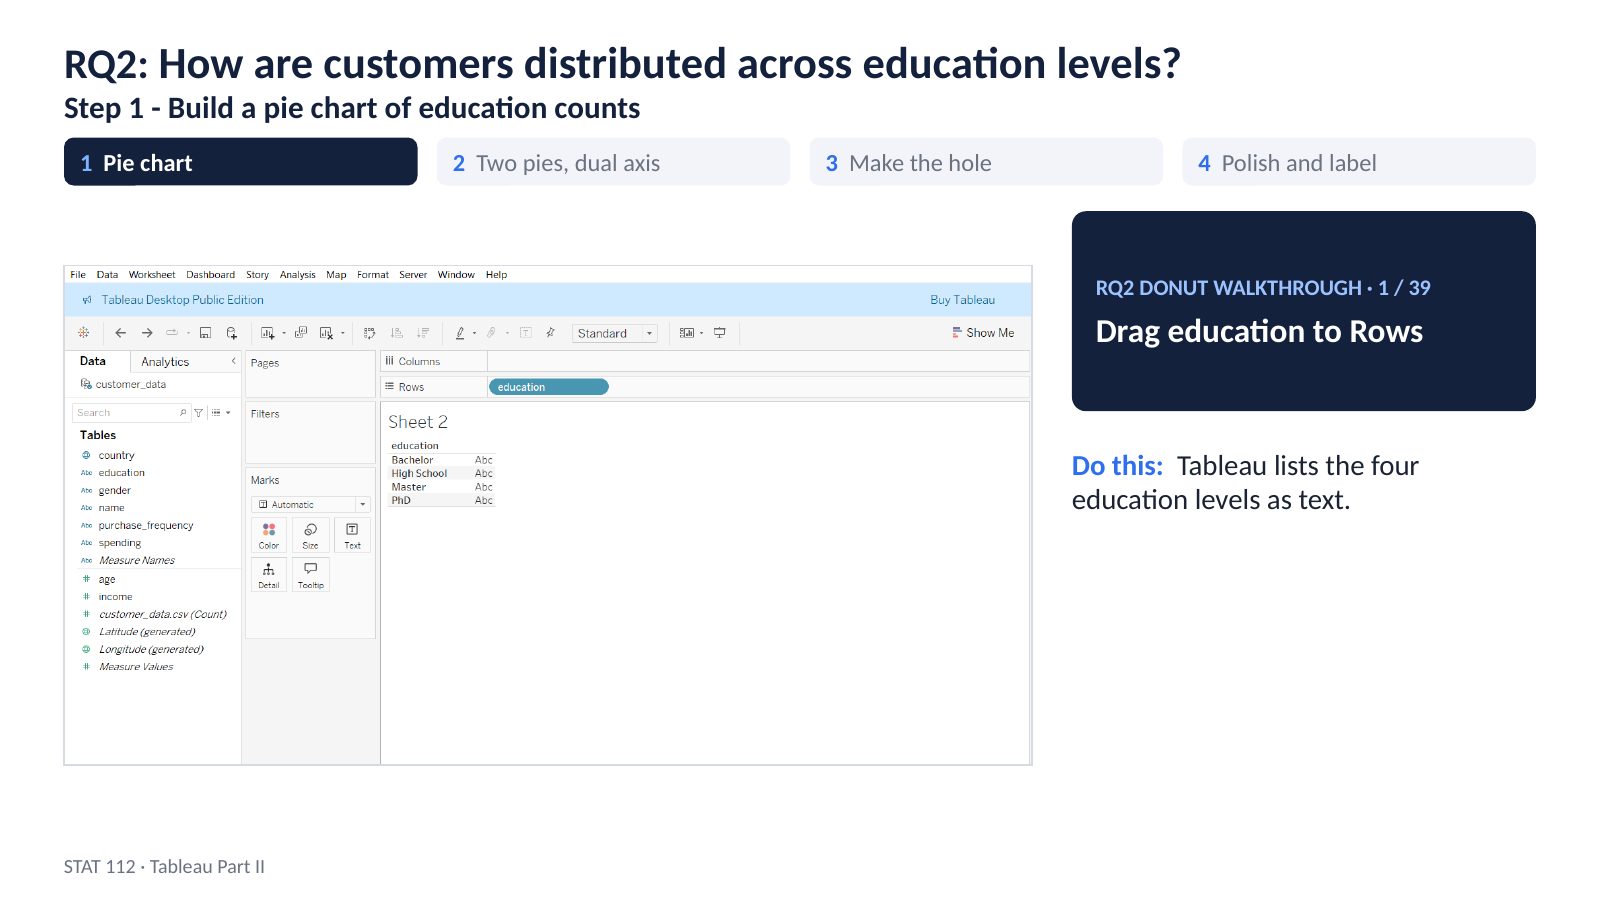 RQ2: How are customers distributed across education levels?
Step 1 - Build a pie chart of education counts
1 Pie chart
2 Two pies, dual axis
3 Make the hole
4 Polish and label
File Data Worksheet Dashboard Story Analysis Map Format Server Window Help
Tableau Desktop Public Edition
Buy Tableau
Standard
Show Me
Data Analytics
customer_data
Search
Tables
country
Abc education
Abc gender
Abc name
Abc purchase_frequency
Abc spending
Abc Measure Names
# age
# income
# customer_data.csv (Count)
Latitude (generated)
Longitude (generated)
# Measure Values
Pages
Filters
Marks
Automatic
Color Size Text
Detail Tooltip
Columns
Rows education
Sheet 2
education
Bachelor Abc
High School Abc
Master Abc
PhD Abc
RQ2 DONUT WALKTHROUGH · 1 / 39
Drag education to Rows
Do this: Tableau lists the four
education levels as text.
STAT 112 · Tableau Part II